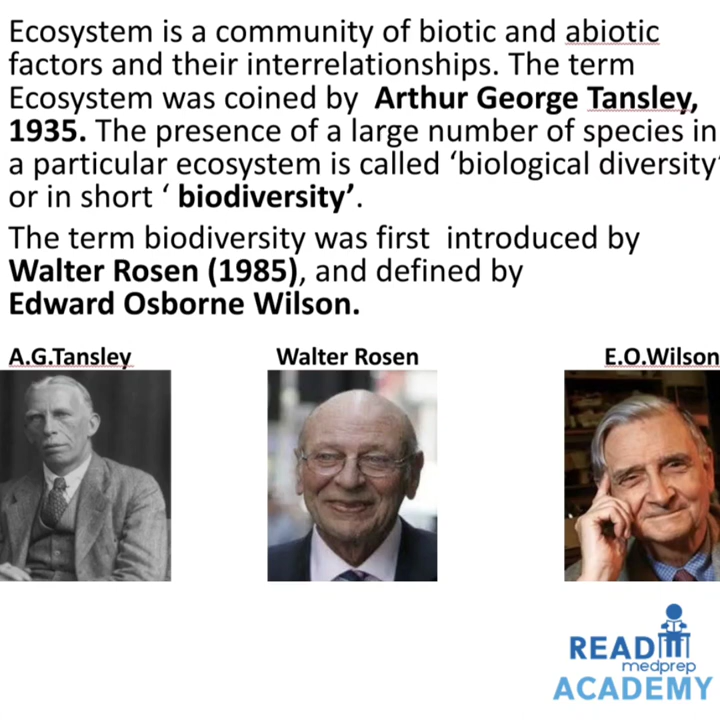 Ecosystem is a community of biotic and abiotic
factors and their interrelationships. The term
Ecosystem was coined by  Arthur George Tansley,
1935. The presence of a large number of species in
a particular ecosystem is called ‘biological diversity’
or in short ‘ biodiversity’.
The term biodiversity was first  introduced by
Walter Rosen (1985), and defined by
Edward Osborne Wilson.
A.G.Tansley
Walter Rosen
E.O.Wilson
READ
medprep
ACADEMY